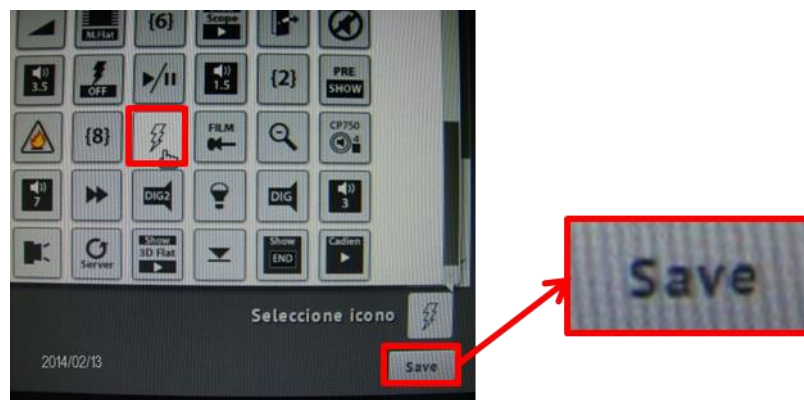 M.Flat
{6}
Scope
3.5
OFF
1.5
{2}
PRE
SHOW
{8}
FILM
CP750
4
7
DIG2
DIG
3
Server
Show
3D Flat
Show
END
Cadien
Seleccione icono
2014/02/13
Save
Save